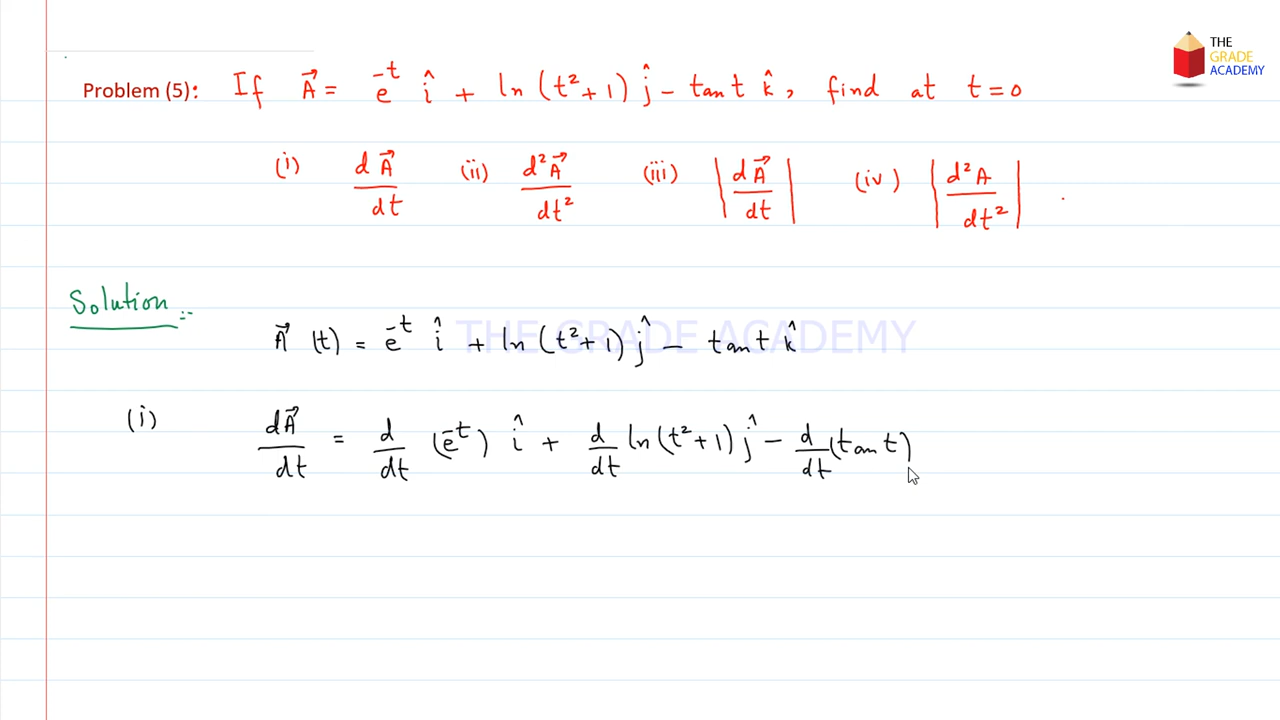 THE
GRADE
ACADEMY
Problem (5): If A⃗ = e^-t î + ln (t² + 1) ĵ - tan t k̂, find at t = 0
(i) dA⃗/dt (ii) d²A⃗/dt² (iii) |dA⃗/dt| (iv) |d²A/dt²|.
Solution :-
THE GRADE ACADEMY
A⃗ (t) = e^-t î + ln (t² + 1) ĵ - tan t k̂
(i) dA⃗/dt = d/dt (e^-t) î + d/dt ln (t² + 1) ĵ - d/dt (tan t)